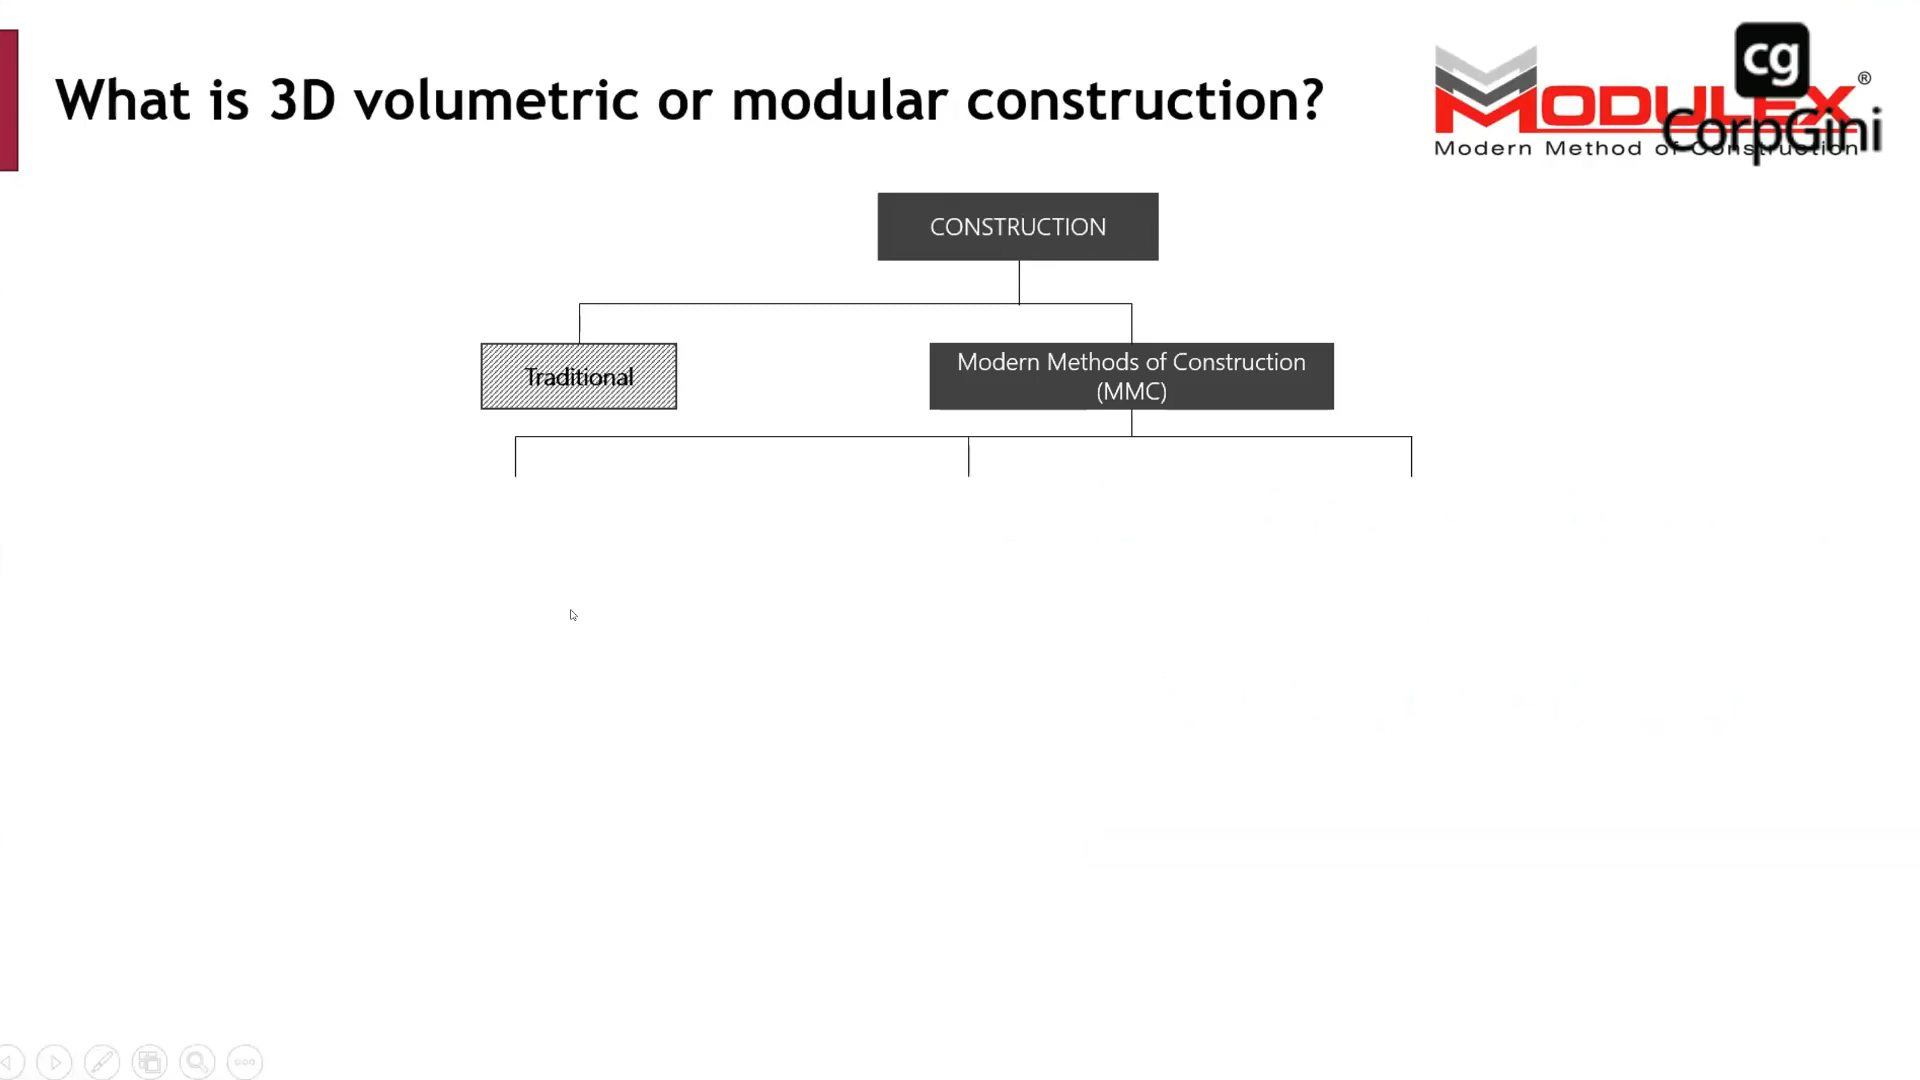 What is 3D volumetric or modular construction?
MODULEX®
Modern Method of Construction
cg
CorpGini
CONSTRUCTION
Traditional
Modern Methods of Construction
(MMC)